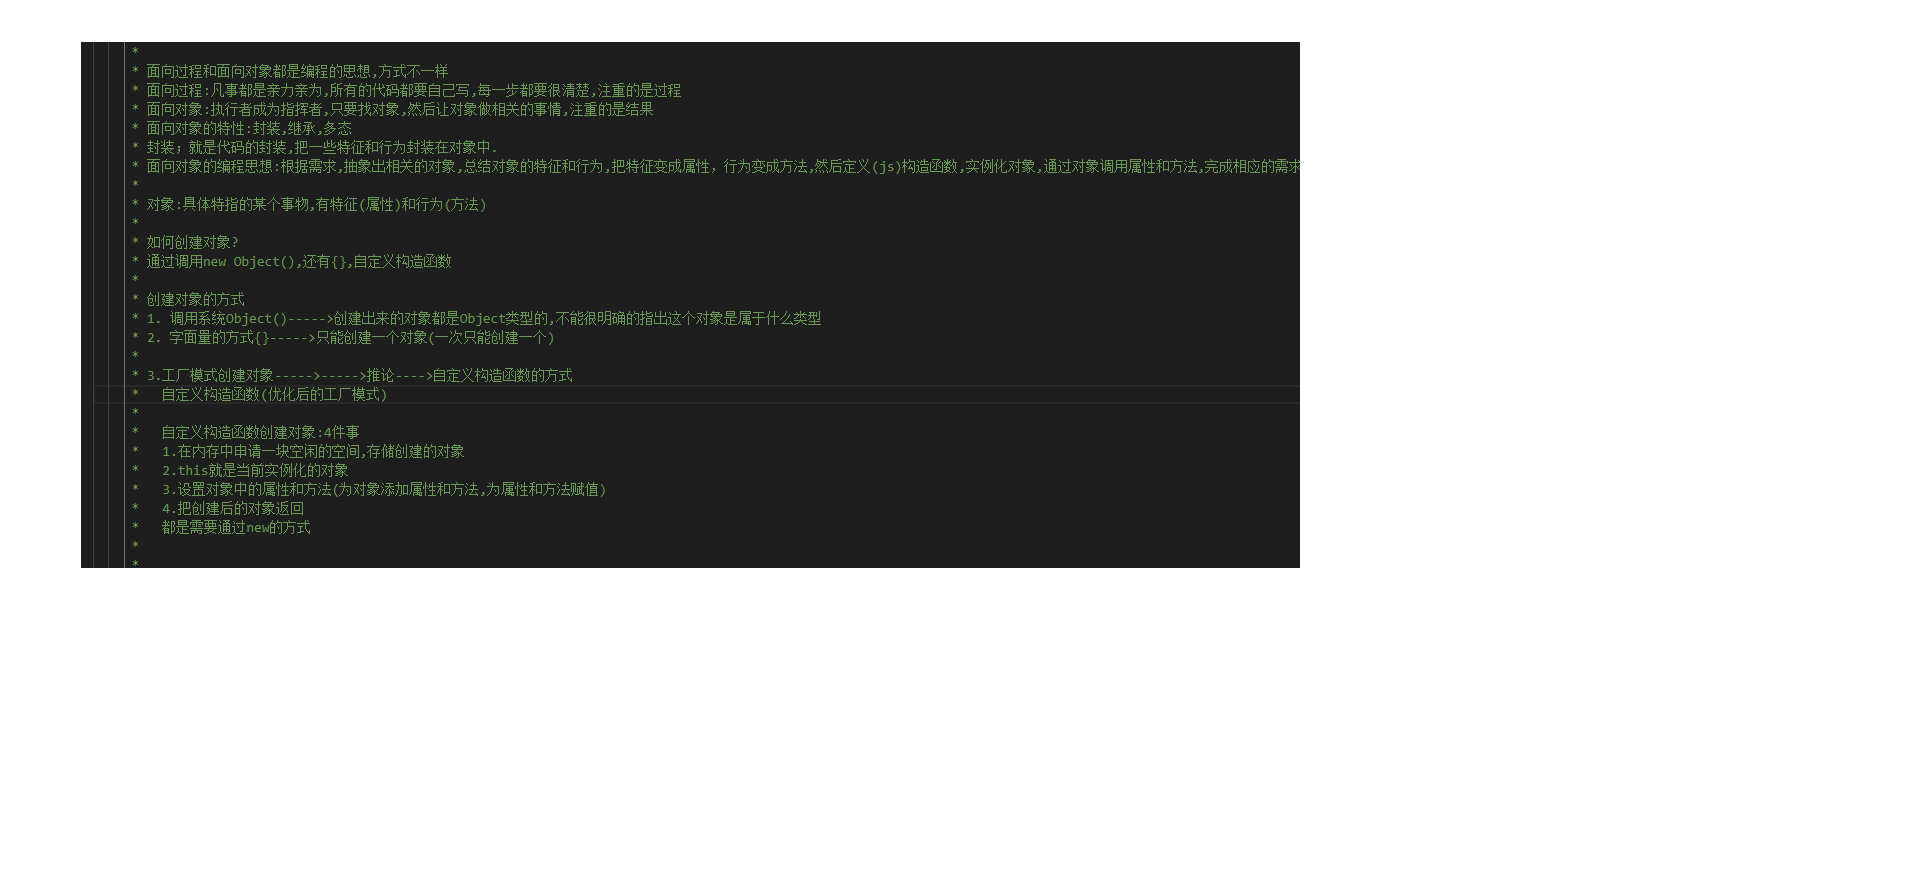 *
* 面向过程和面向对象都是编程的思想,方式不一样
* 面向过程:凡事都是亲力亲为,所有的代码都要自己写,每一步都要很清楚,注重的是过程
* 面向对象:执行者成为指挥者,只要找对象,然后让对象做相关的事情,注重的是结果
* 面向对象的特性:封装,继承,多态
* 封装；就是代码的封装,把一些特征和行为封装在对象中.
* 面向对象的编程思想:根据需求,抽象出相关的对象,总结对象的特征和行为,把特征变成属性，行为变成方法,然后定义(js)构造函数,实例化对象,通过对象调用属性和方法,完成相应的需求
*
* 对象:具体特指的某个事物,有特征(属性)和行为(方法)
*
* 如何创建对象?
* 通过调用new Object(),还有{},自定义构造函数
*
* 创建对象的方式
* 1. 调用系统Object()----->创建出来的对象都是Object类型的,不能很明确的指出这个对象是属于什么类型
* 2. 字面量的方式{}----->只能创建一个对象(一次只能创建一个)
*
* 3.工厂模式创建对象----->----->推论---->自定义构造函数的方式
*   自定义构造函数(优化后的工厂模式)
*
*   自定义构造函数创建对象:4件事
*   1.在内存中申请一块空闲的空间,存储创建的对象
*   2.this就是当前实例化的对象
*   3.设置对象中的属性和方法(为对象添加属性和方法,为属性和方法赋值)
*   4.把创建后的对象返回
*   都是需要通过new的方式
*
*